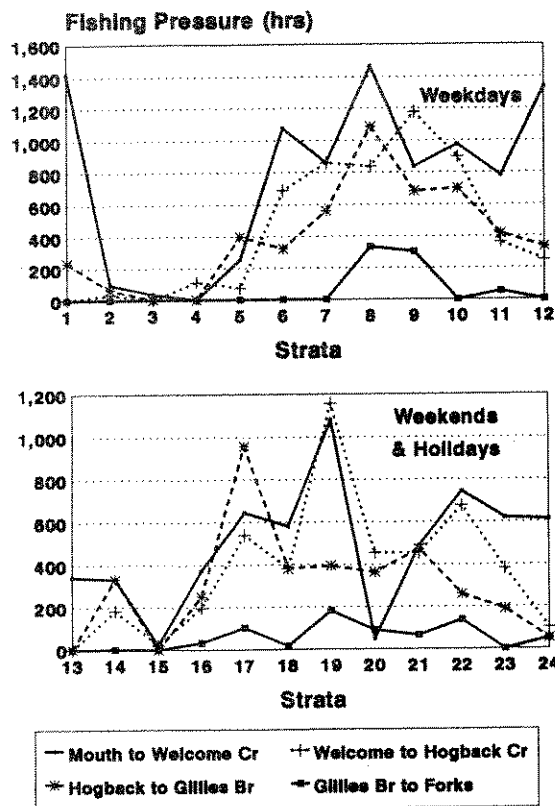 Fishing Pressure (hrs)
1,600
1,400
1,200
1,000
800
600
400
200
0
Weekdays
1 2 3 4 5 6 7 8 9 10 11 12
Strata
1,200
1,000
800
600
400
200
0
Weekends
& Holidays
13 14 15 16 17 18 19 20 21 22 23 24
Strata
Mouth to Welcome Cr
Welcome to Hogback Cr
Hogback to Gillies Br
Gillies Br to Forks